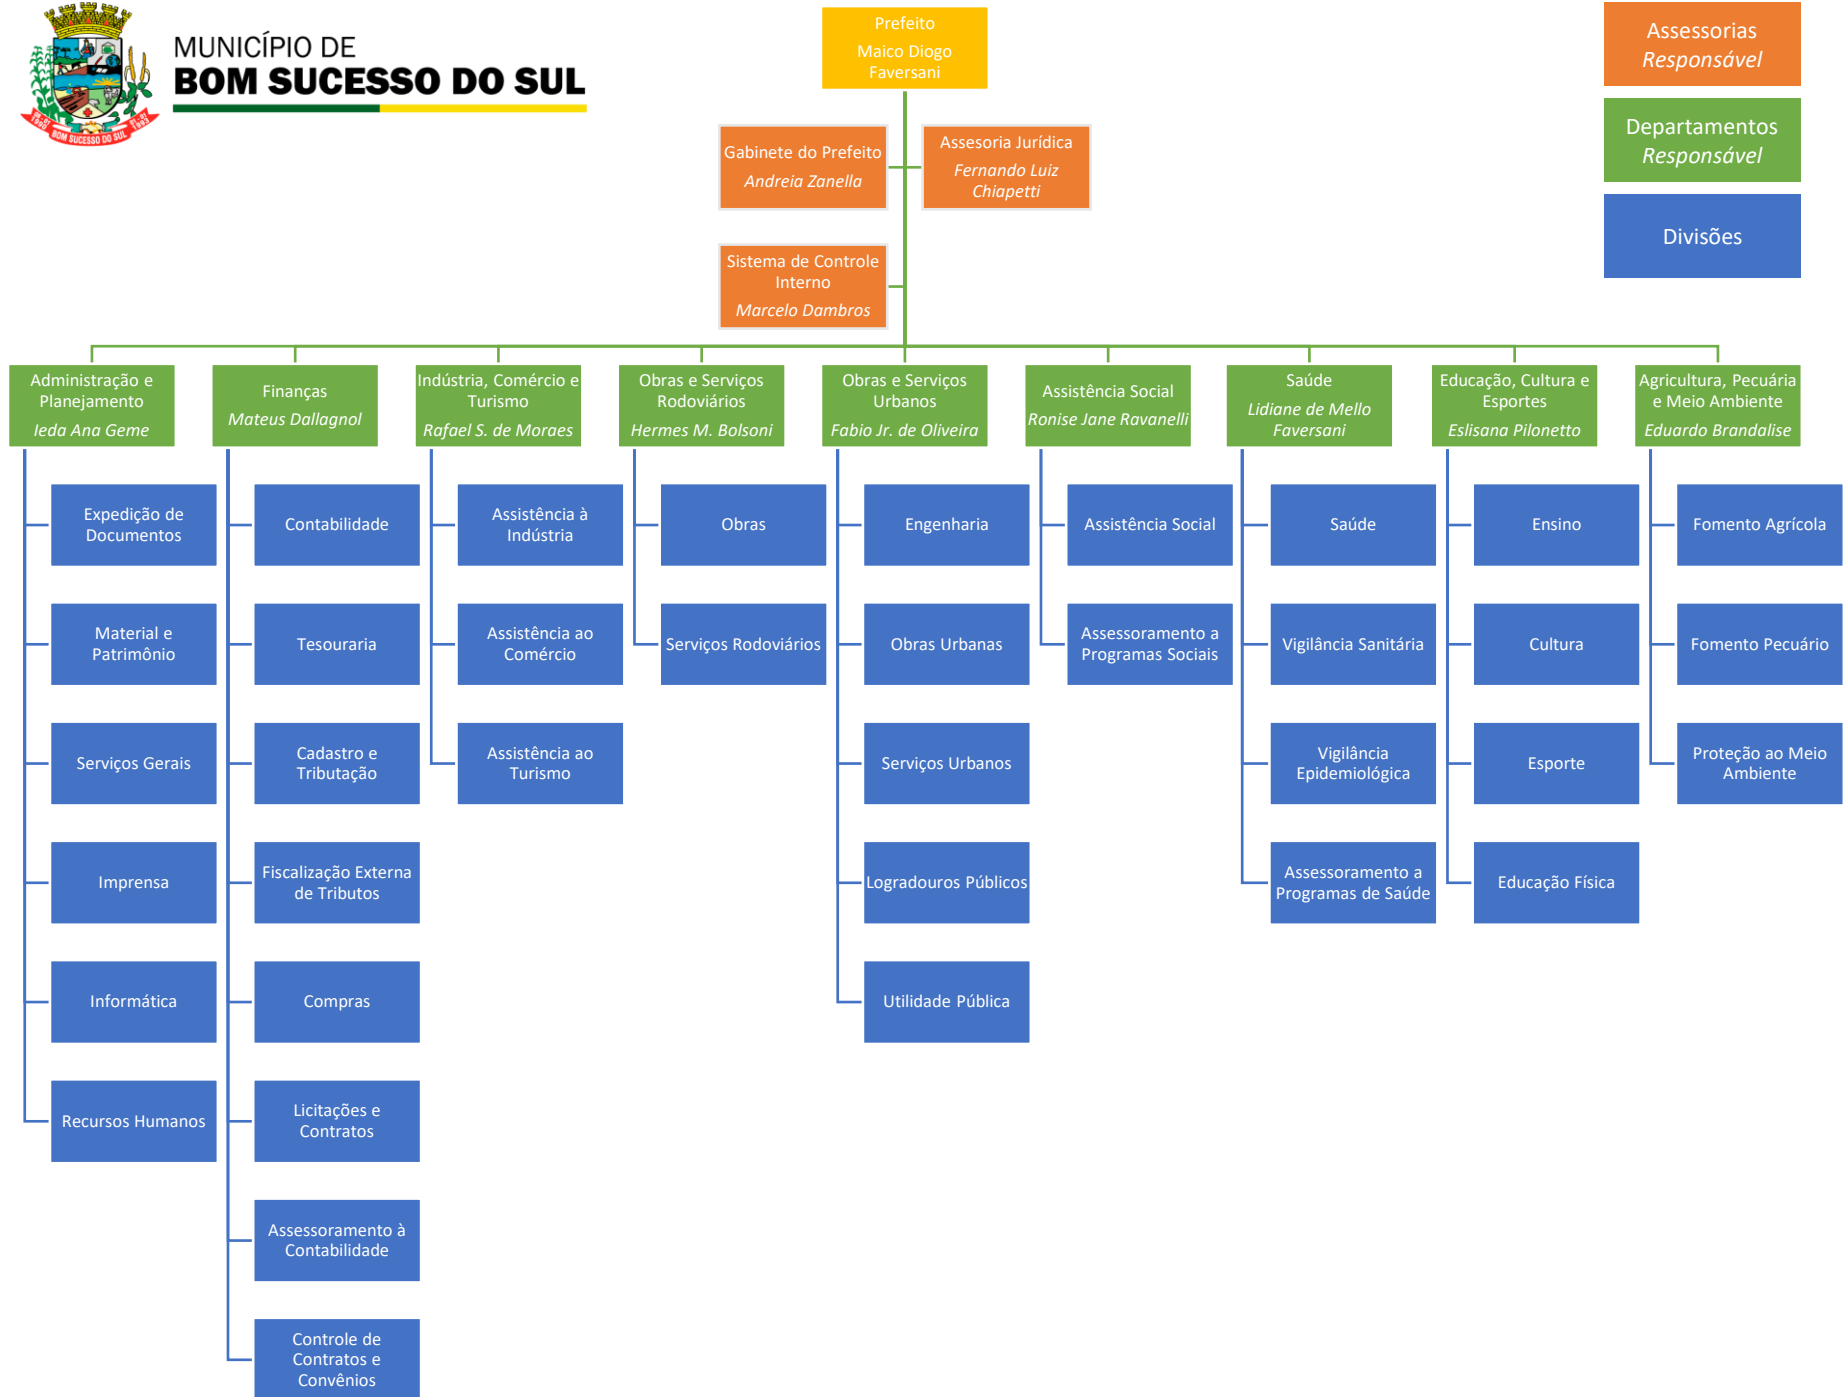 MUNICÍPIO DE
BOM SUCESSO DO SUL
BOM SUCESSO DO SUL
Prefeito
Maico Diogo
Faversani
Assessorias
Responsável
Departamentos
Responsável
Divisões
Gabinete do Prefeito
Andreia Zanella
Assesoria Jurídica
Fernando Luiz
Chiapetti
Sistema de Controle
Interno
Marcelo Dambros
Administração e
Planejamento
Ieda Ana Geme
Finanças
Mateus Dallagnol
Indústria, Comércio e
Turismo
Rafael S. de Moraes
Obras e Serviços
Rodoviários
Hermes M. Bolsoni
Obras e Serviços
Urbanos
Fabio Jr. de Oliveira
Assistência Social
Ronise Jane Ravanelli
Saúde
Lidiane de Mello
Faversani
Educação, Cultura e
Esportes
Eslisana Pilonetto
Agricultura, Pecuária
e Meio Ambiente
Eduardo Brandalise
Expedição de
Documentos
Material e
Patrimônio
Serviços Gerais
Imprensa
Informática
Recursos Humanos
Contabilidade
Tesouraria
Cadastro e
Tributação
Fiscalização Externa
de Tributos
Compras
Licitações e
Contratos
Assessoramento à
Contabilidade
Controle de
Contratos e
Convênios
Assistência à
Indústria
Assistência ao
Comércio
Assistência ao
Turismo
Obras
Serviços Rodoviários
Engenharia
Obras Urbanas
Serviços Urbanos
Logradouros Públicos
Utilidade Pública
Assistência Social
Assessoramento a
Programas Sociais
Saúde
Vigilância Sanitária
Vigilância
Epidemiológica
Assessoramento a
Programas de Saúde
Ensino
Cultura
Esporte
Educação Física
Fomento Agrícola
Fomento Pecuário
Proteção ao Meio
Ambiente